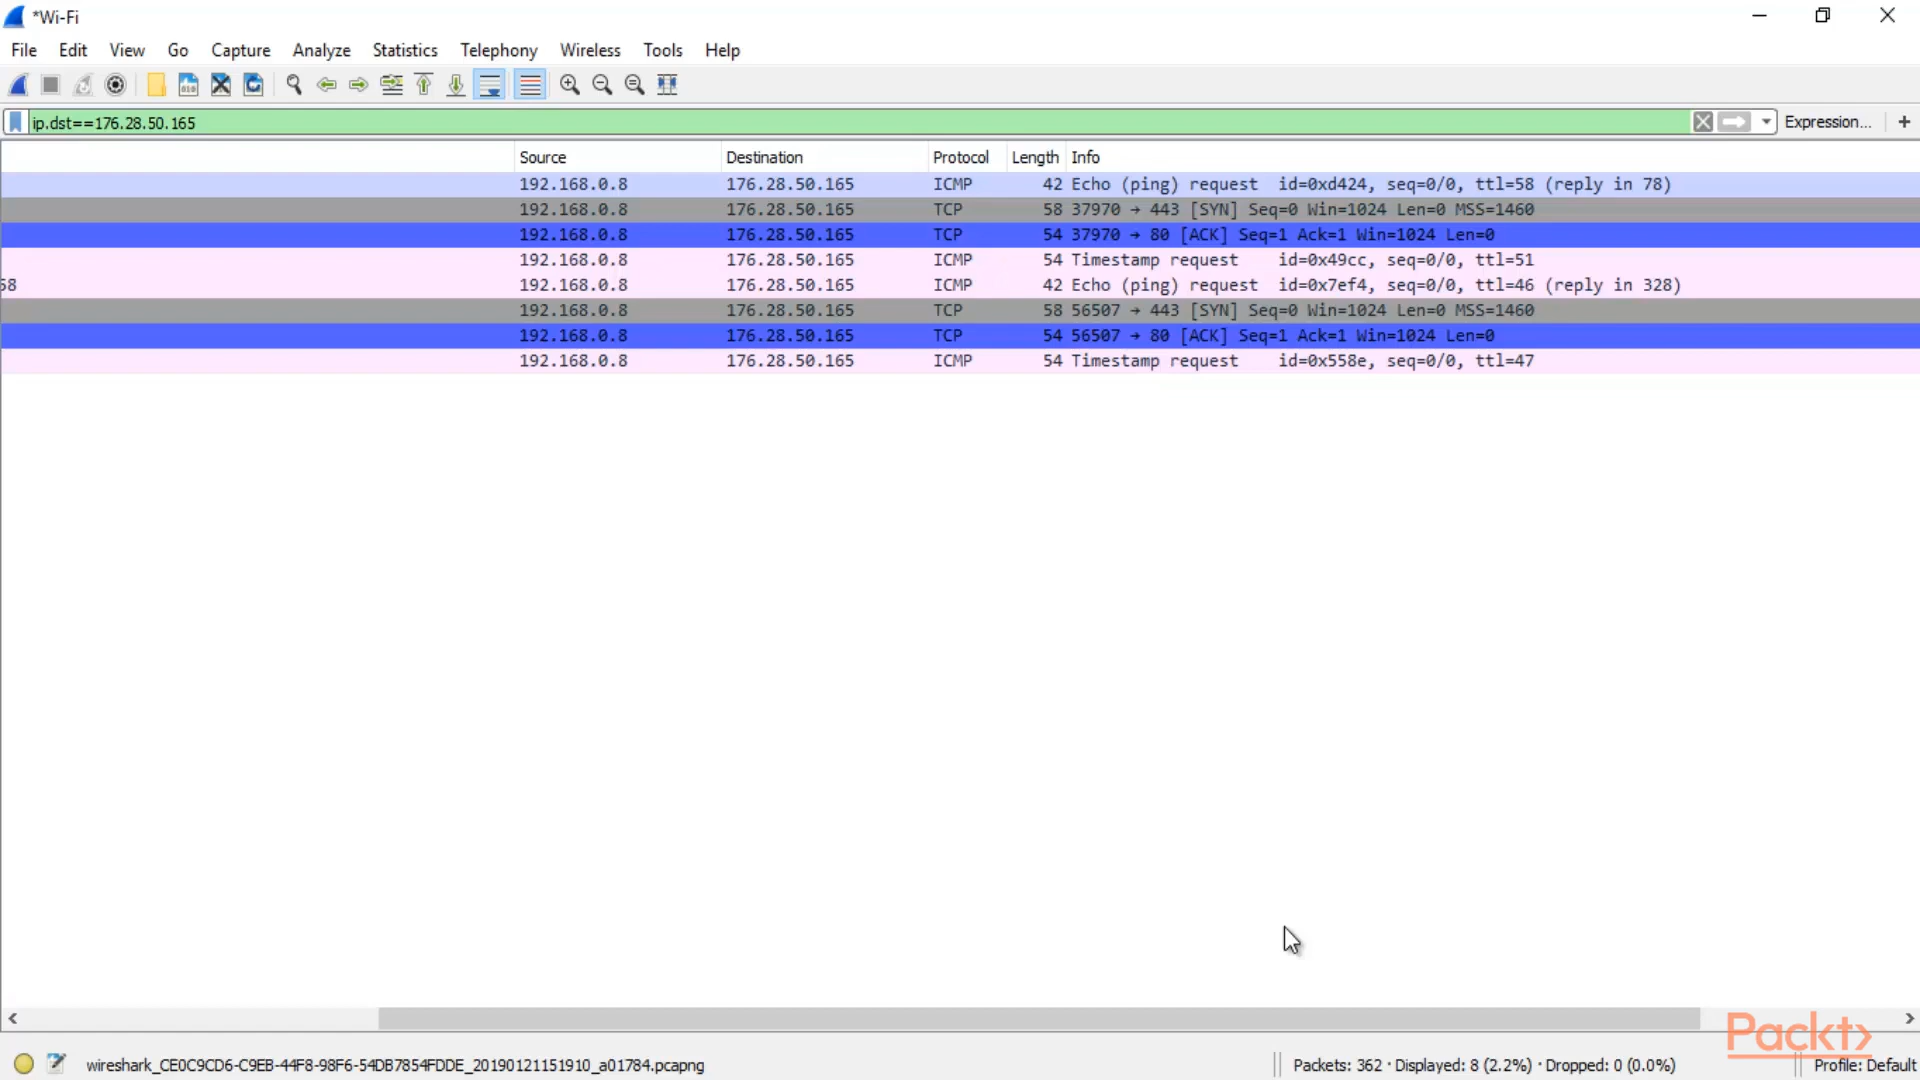 *Wi-Fi
File Edit View Go Capture Analyze Statistics Telephony Wireless Tools Help
ip.dst==176.28.50.165 Expression... +
Source Destination Protocol Length Info
192.168.0.8 176.28.50.165 ICMP 42 Echo (ping) request id=0xd424, seq=0/0, ttl=58 (reply in 78)
192.168.0.8 176.28.50.165 TCP 58 37970 → 443 [SYN] Seq=0 Win=1024 Len=0 MSS=1460
192.168.0.8 176.28.50.165 TCP 54 37970 → 80 [ACK] Seq=1 Ack=1 Win=1024 Len=0
192.168.0.8 176.28.50.165 ICMP 54 Timestamp request id=0x49cc, seq=0/0, ttl=51
58 192.168.0.8 176.28.50.165 ICMP 42 Echo (ping) request id=0x7ef4, seq=0/0, ttl=46 (reply in 328)
192.168.0.8 176.28.50.165 TCP 58 56507 → 443 [SYN] Seq=0 Win=1024 Len=0 MSS=1460
192.168.0.8 176.28.50.165 TCP 54 56507 → 80 [ACK] Seq=1 Ack=1 Win=1024 Len=0
192.168.0.8 176.28.50.165 ICMP 54 Timestamp request id=0x558e, seq=0/0, ttl=47
Packt>
wireshark_CE0C9CD6-C9EB-44F8-98F6-54DB7854FDDE_20190121151910_a01784.pcapng Packets: 362 · Displayed: 8 (2.2%) · Dropped: 0 (0.0%) Profile: Default